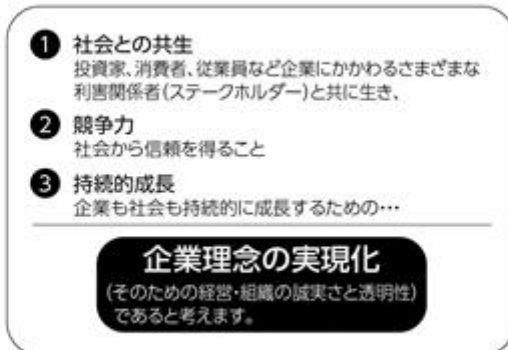 1 社会との共生
投資家、消費者、従業員など企業にかかわるさまざまな
利害関係者(ステークホルダー)と共に生き、
2 競争力
社会から信頼を得ること
3 持続的成長
企業も社会も持続的に成長するための…
企業理念の実現化
(そのための経営・組織の誠実さと透明性)
であると考えます。